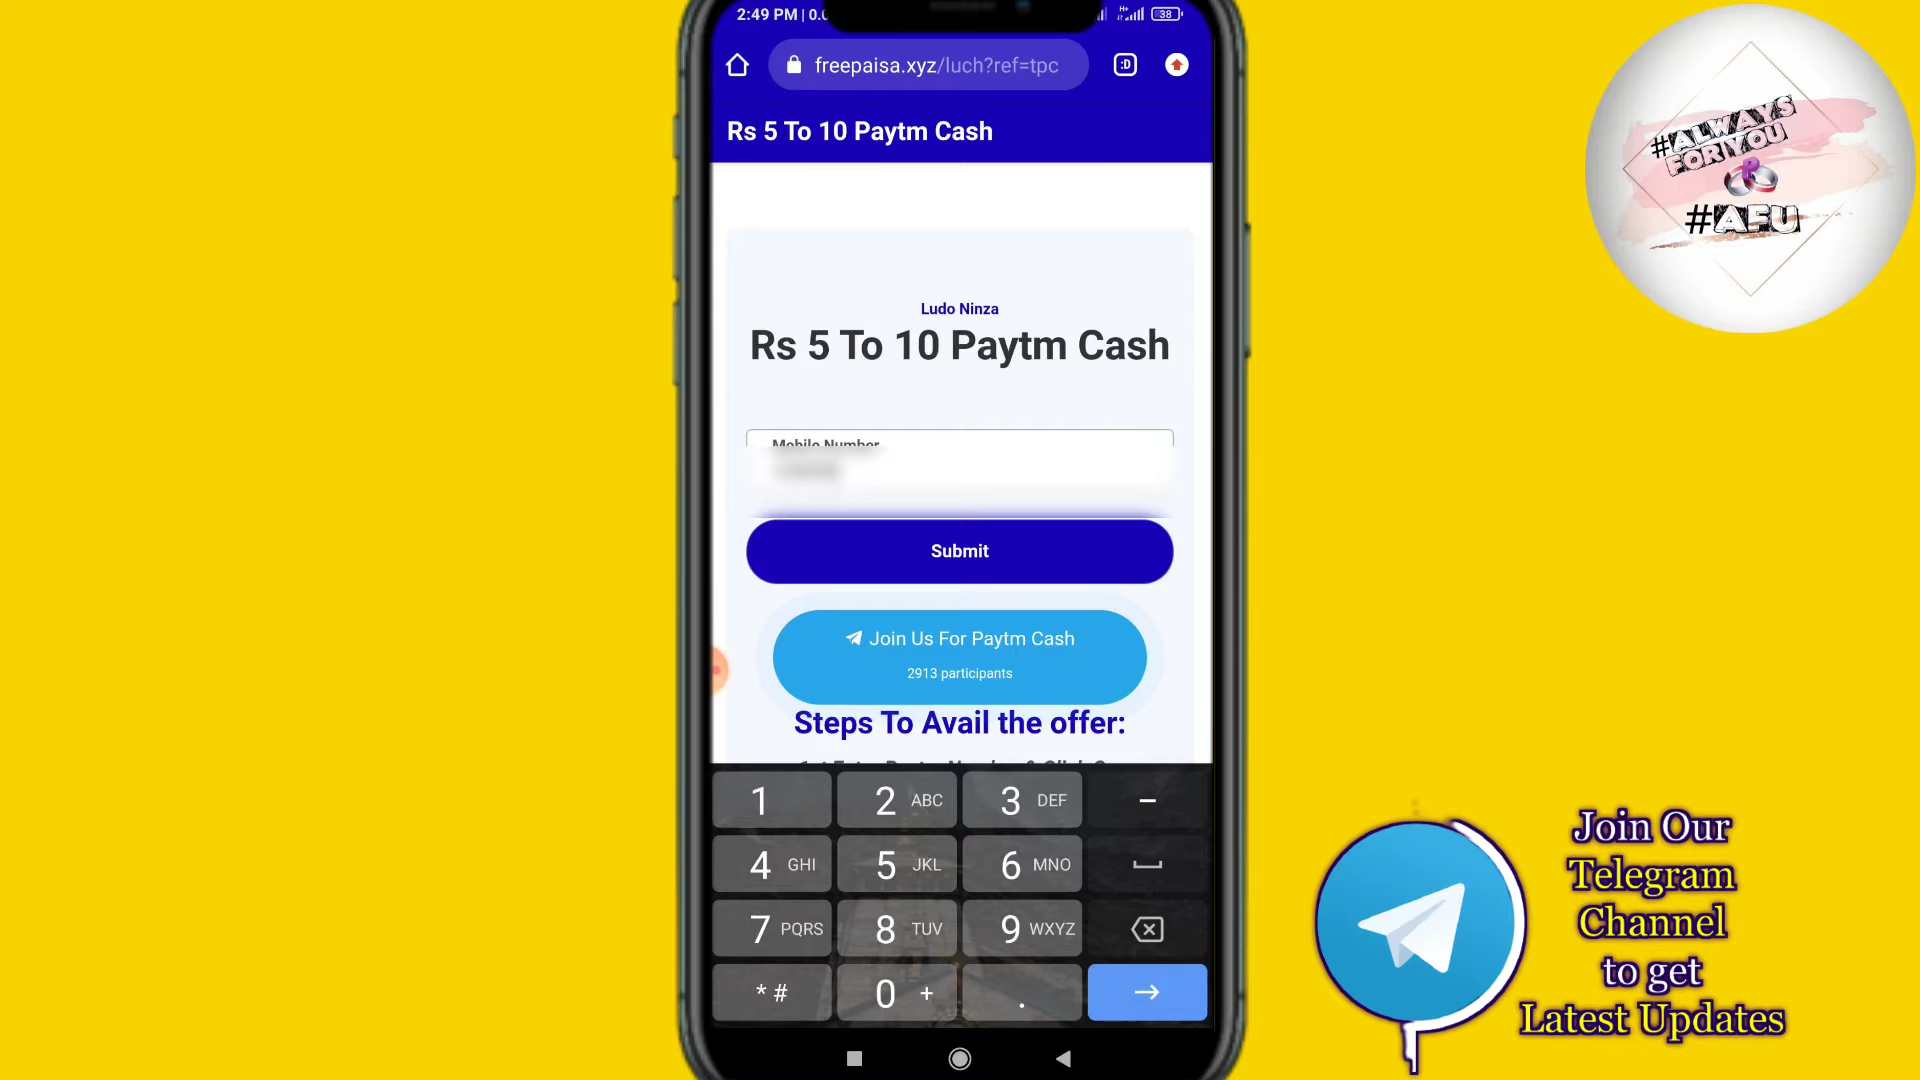 2:49 PM | 0.0
H+
38
freepaisa.xyz/luch?ref=tpc
:D
Rs 5 To 10 Paytm Cash
Ludo Ninza
Rs 5 To 10 Paytm Cash
Mobile Number
Submit
Join Us For Paytm Cash
2913 participants
Steps To Avail the offer:
1 2 ABC 3 DEF –
4 GHI 5 JKL 6 MNO
7 PQRS 8 TUV 9 WXYZ
* # 0 + .
#ALWAYS
FOR YOU
#AFU
Join Our
Telegram
Channel
to get
Latest Updates